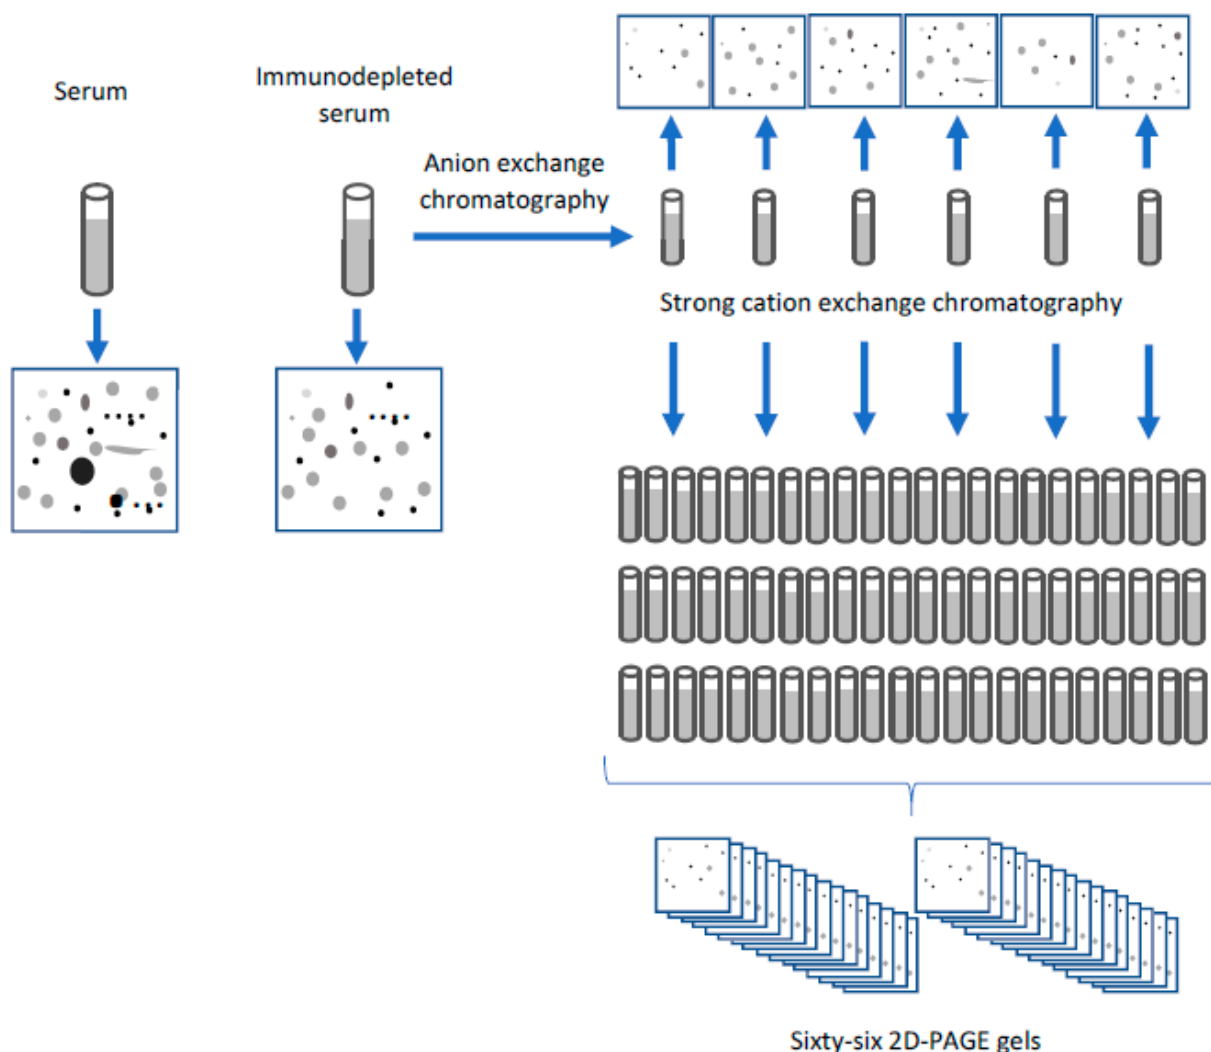 Serum
Immunodepleted
serum
Anion exchange
chromatography
Strong cation exchange chromatography
Sixty-six 2D-PAGE gels